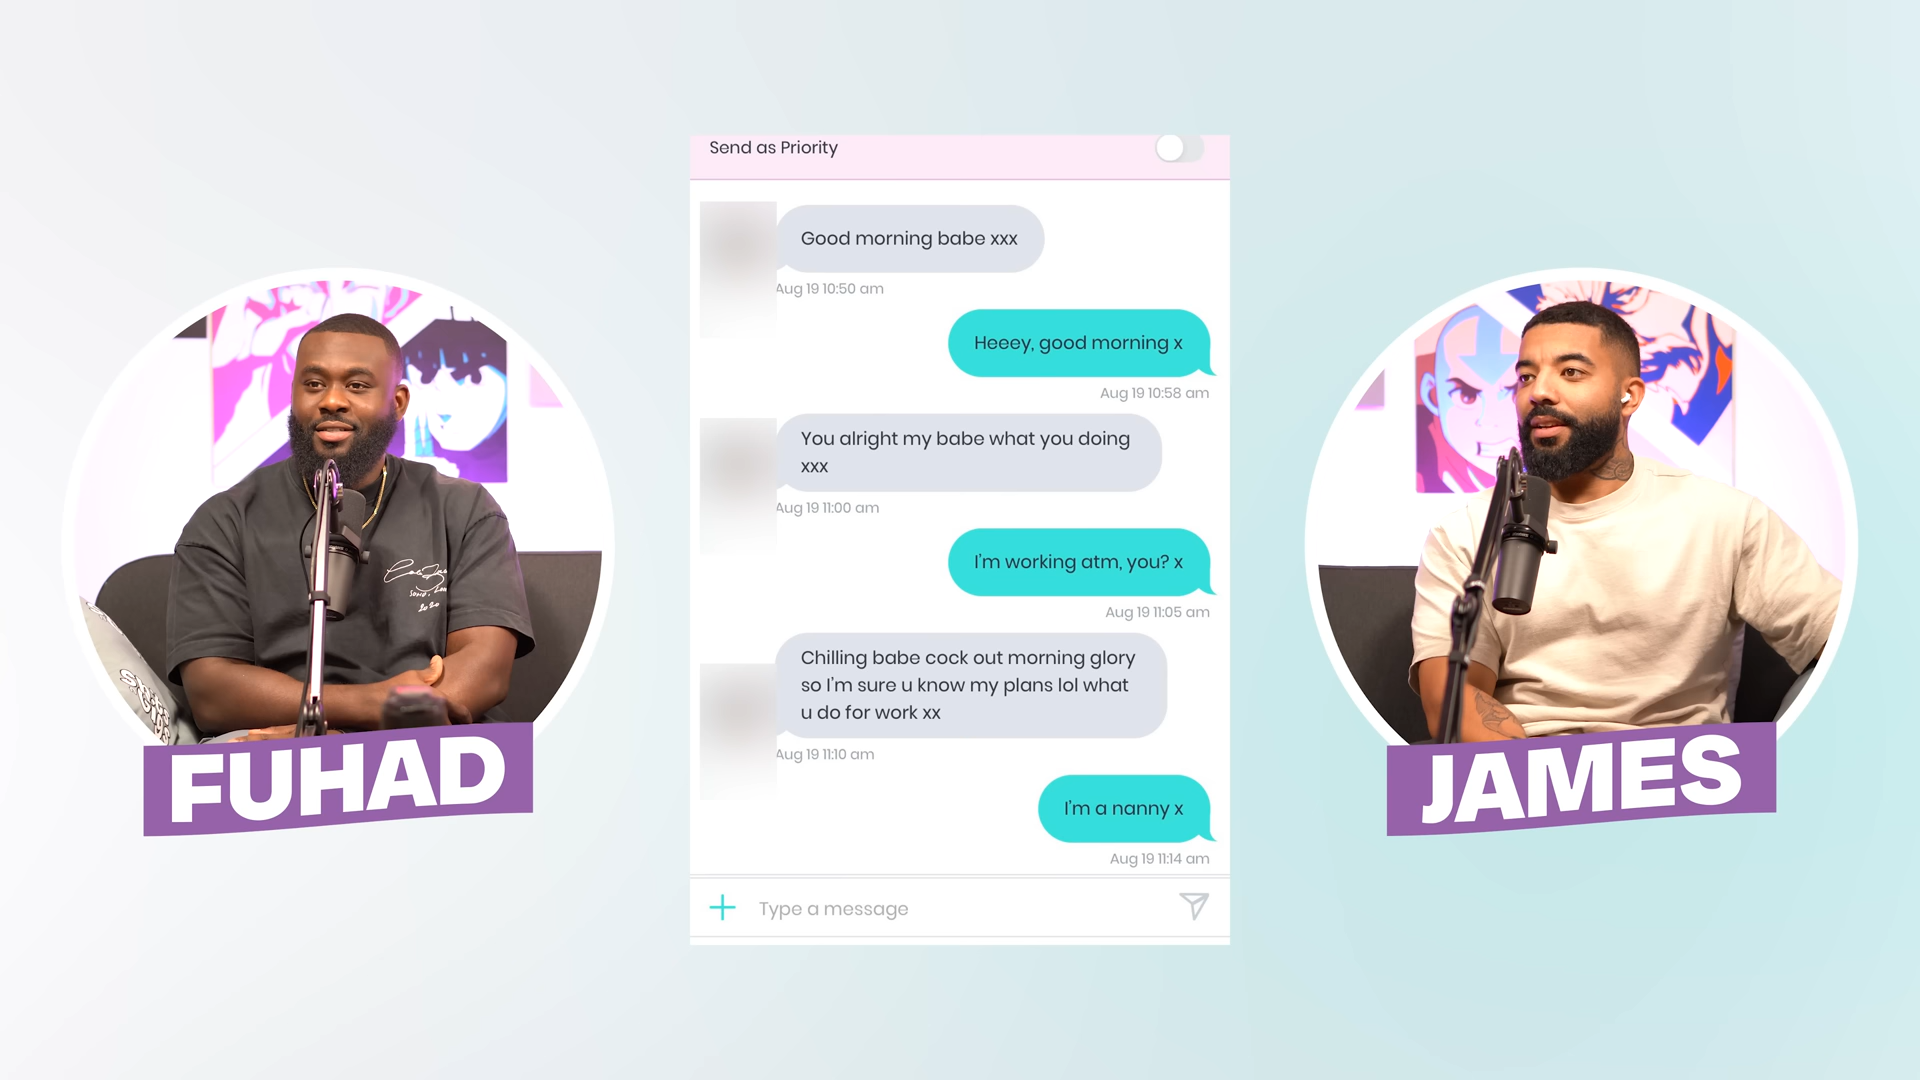 Send as Priority
Good morning babe xxx
Aug 19 10:50 am
Heeey, good morning x
Aug 19 10:58 am
You alright my babe what you doing
xxx
Aug 19 11:00 am
I'm working atm, you? x
Aug 19 11:05 am
Chilling babe cock out morning glory
so I'm sure u know my plans lol what
u do for work xx
Aug 19 11:10 am
I'm a nanny x
Aug 19 11:14 am
Type a message
FUHAD
JAMES